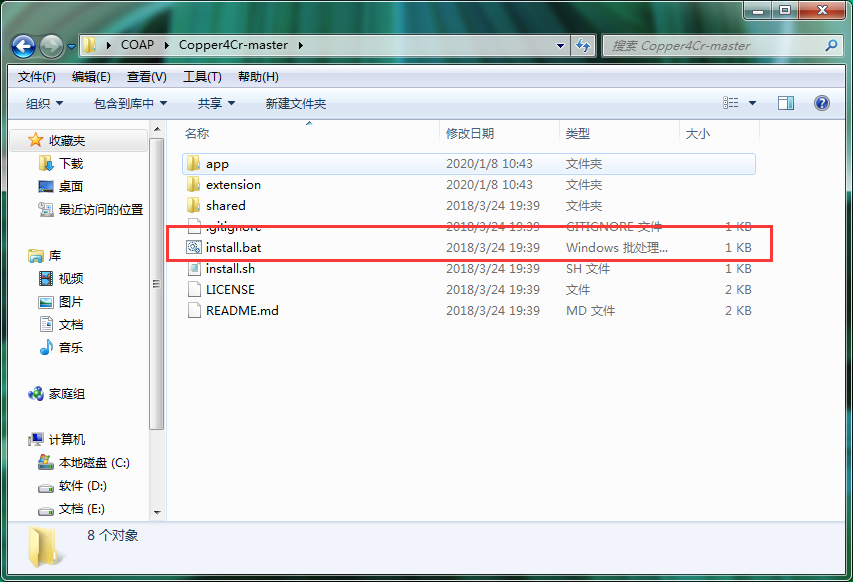 COAP Copper4Cr-master 搜索 Copper4Cr-master
文件(F) 编辑(E) 查看(V) 工具(T) 帮助(H)
组织 包含到库中 共享 新建文件夹
收藏夹
下载
桌面
最近访问的位置
库
视频
图片
文档
音乐
家庭组
计算机
本地磁盘 (C:)
软件 (D:)
文档 (E:)
名称 修改日期 类型 大小
app 2020/1/8 10:43 文件夹
extension 2020/1/8 10:43 文件夹
shared 2018/3/24 19:39 文件夹
.gitignore 2018/3/24 19:39 GITIGNORE 文件 1 KB
install.bat 2018/3/24 19:39 Windows 批处理... 1 KB
install.sh 2018/3/24 19:39 SH 文件 1 KB
LICENSE 2018/3/24 19:39 文件 2 KB
README.md 2018/3/24 19:39 MD 文件 2 KB
8 个对象